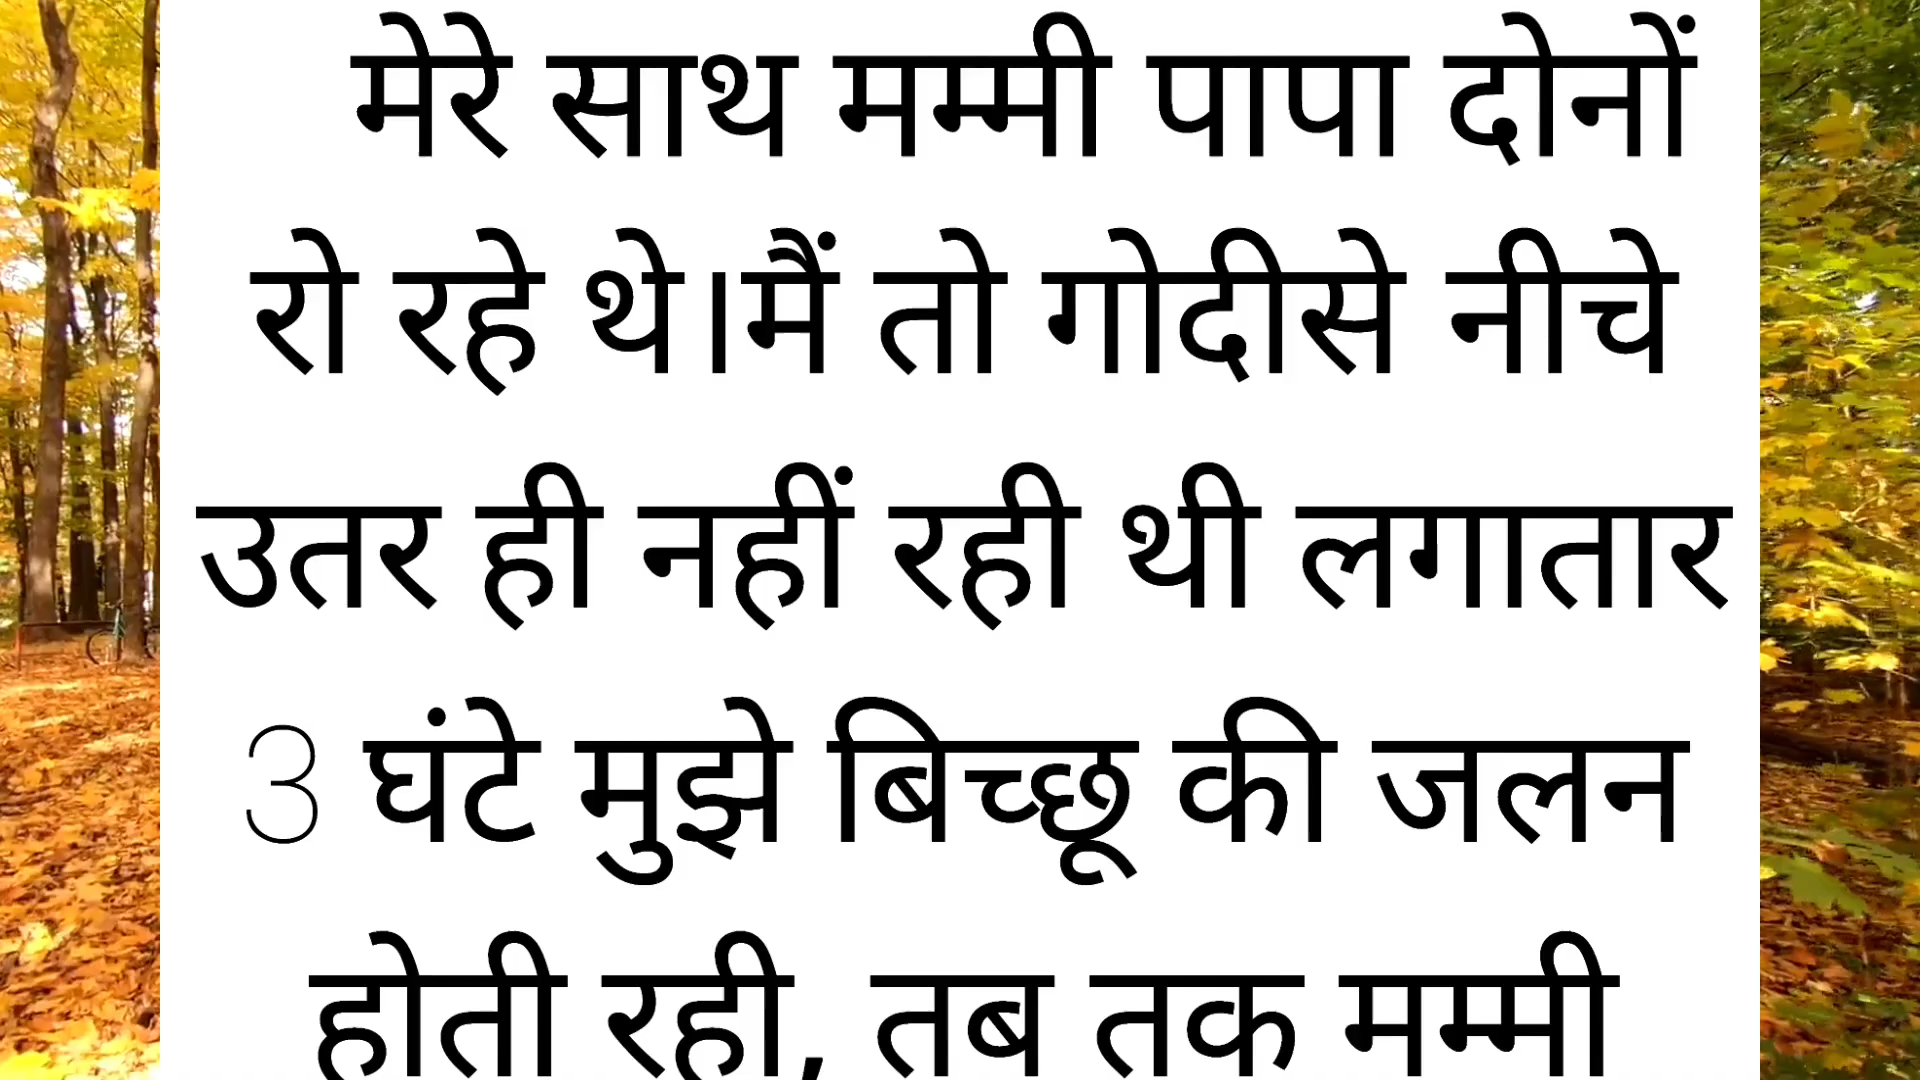 मेरे साथ मम्मी पापा दोनों
रो रहे थे।मैं तो गोदीसे नीचे
उतर ही नहीं रही थी लगातार
3 घंटे मुझे बिच्छू की जलन
होती रही, तब तक मम्मी